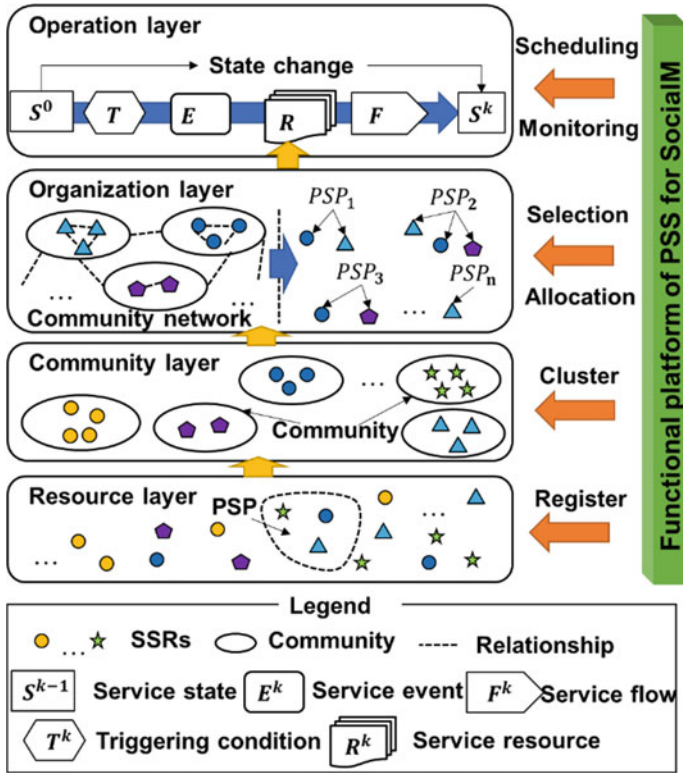 Operation layer
State change
S^0 T E R F S^k
Scheduling
Monitoring
Organization layer
PSP_1 PSP_2
PSP_3 PSP_n
... ... ...
Community network
Selection
Allocation
Community layer
...
Community
Cluster
Resource layer
PSP
... ...
Register
Functional platform of PSS for SocialM
Legend
... SSRs Community Relationship
S^{k-1} Service state E^k Service event F^k Service flow
T^k Triggering condition R^k Service resource